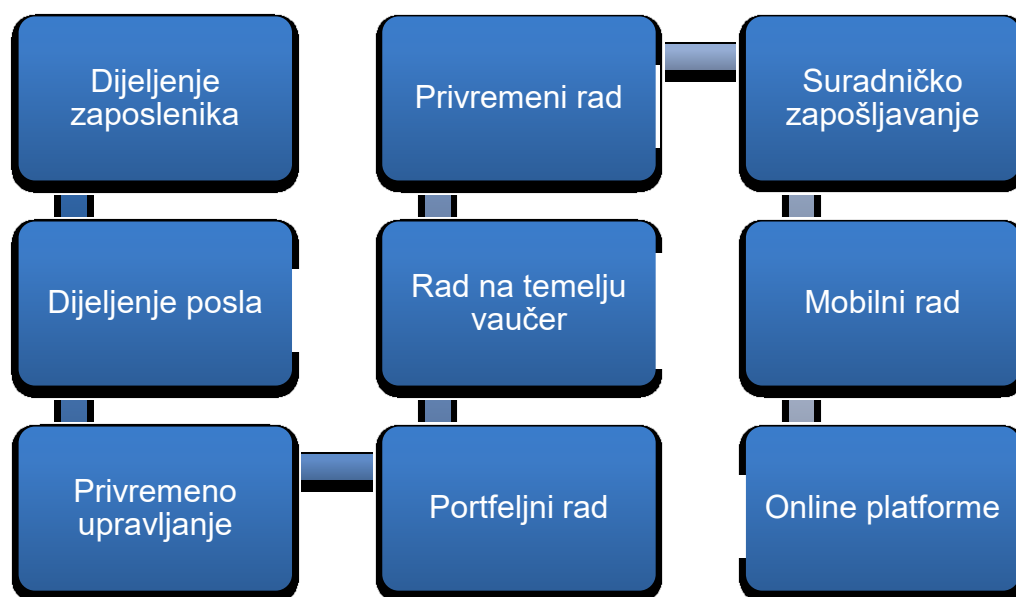 Dijeljenje
zaposlenika
Dijeljenje posla
Privremeno
upravljanje
Portfeljni rad
Rad na temelju
vaučer
Privremeni rad
Suradničko
zapošljavanje
Mobilni rad
Online platforme